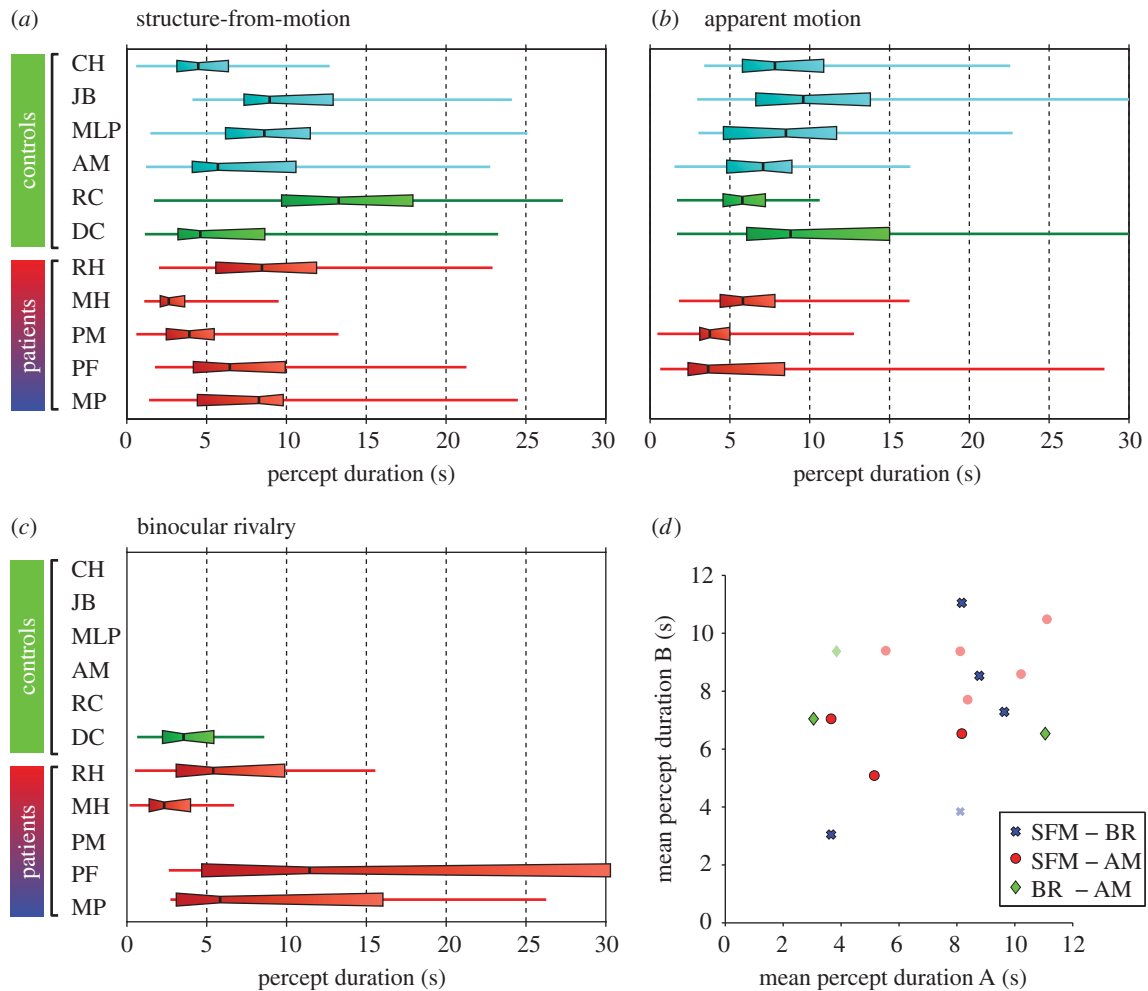 (a) structure-from-motion
controls
CH
JB
MLP
AM
RC
DC
patients
RH
MH
PM
PF
MP
0 5 10 15 20 25 30
percept duration (s)
(b) apparent motion
0 5 10 15 20 25 30
percept duration (s)
(c) binocular rivalry
controls
CH
JB
MLP
AM
RC
DC
patients
RH
MH
PM
PF
MP
0 5 10 15 20 25 30
percept duration (s)
(d)
mean percept duration B (s)
12
10
8
6
4
2
0
0 2 4 6 8 10 12
mean percept duration A (s)
SFM – BR
SFM – AM
BR – AM